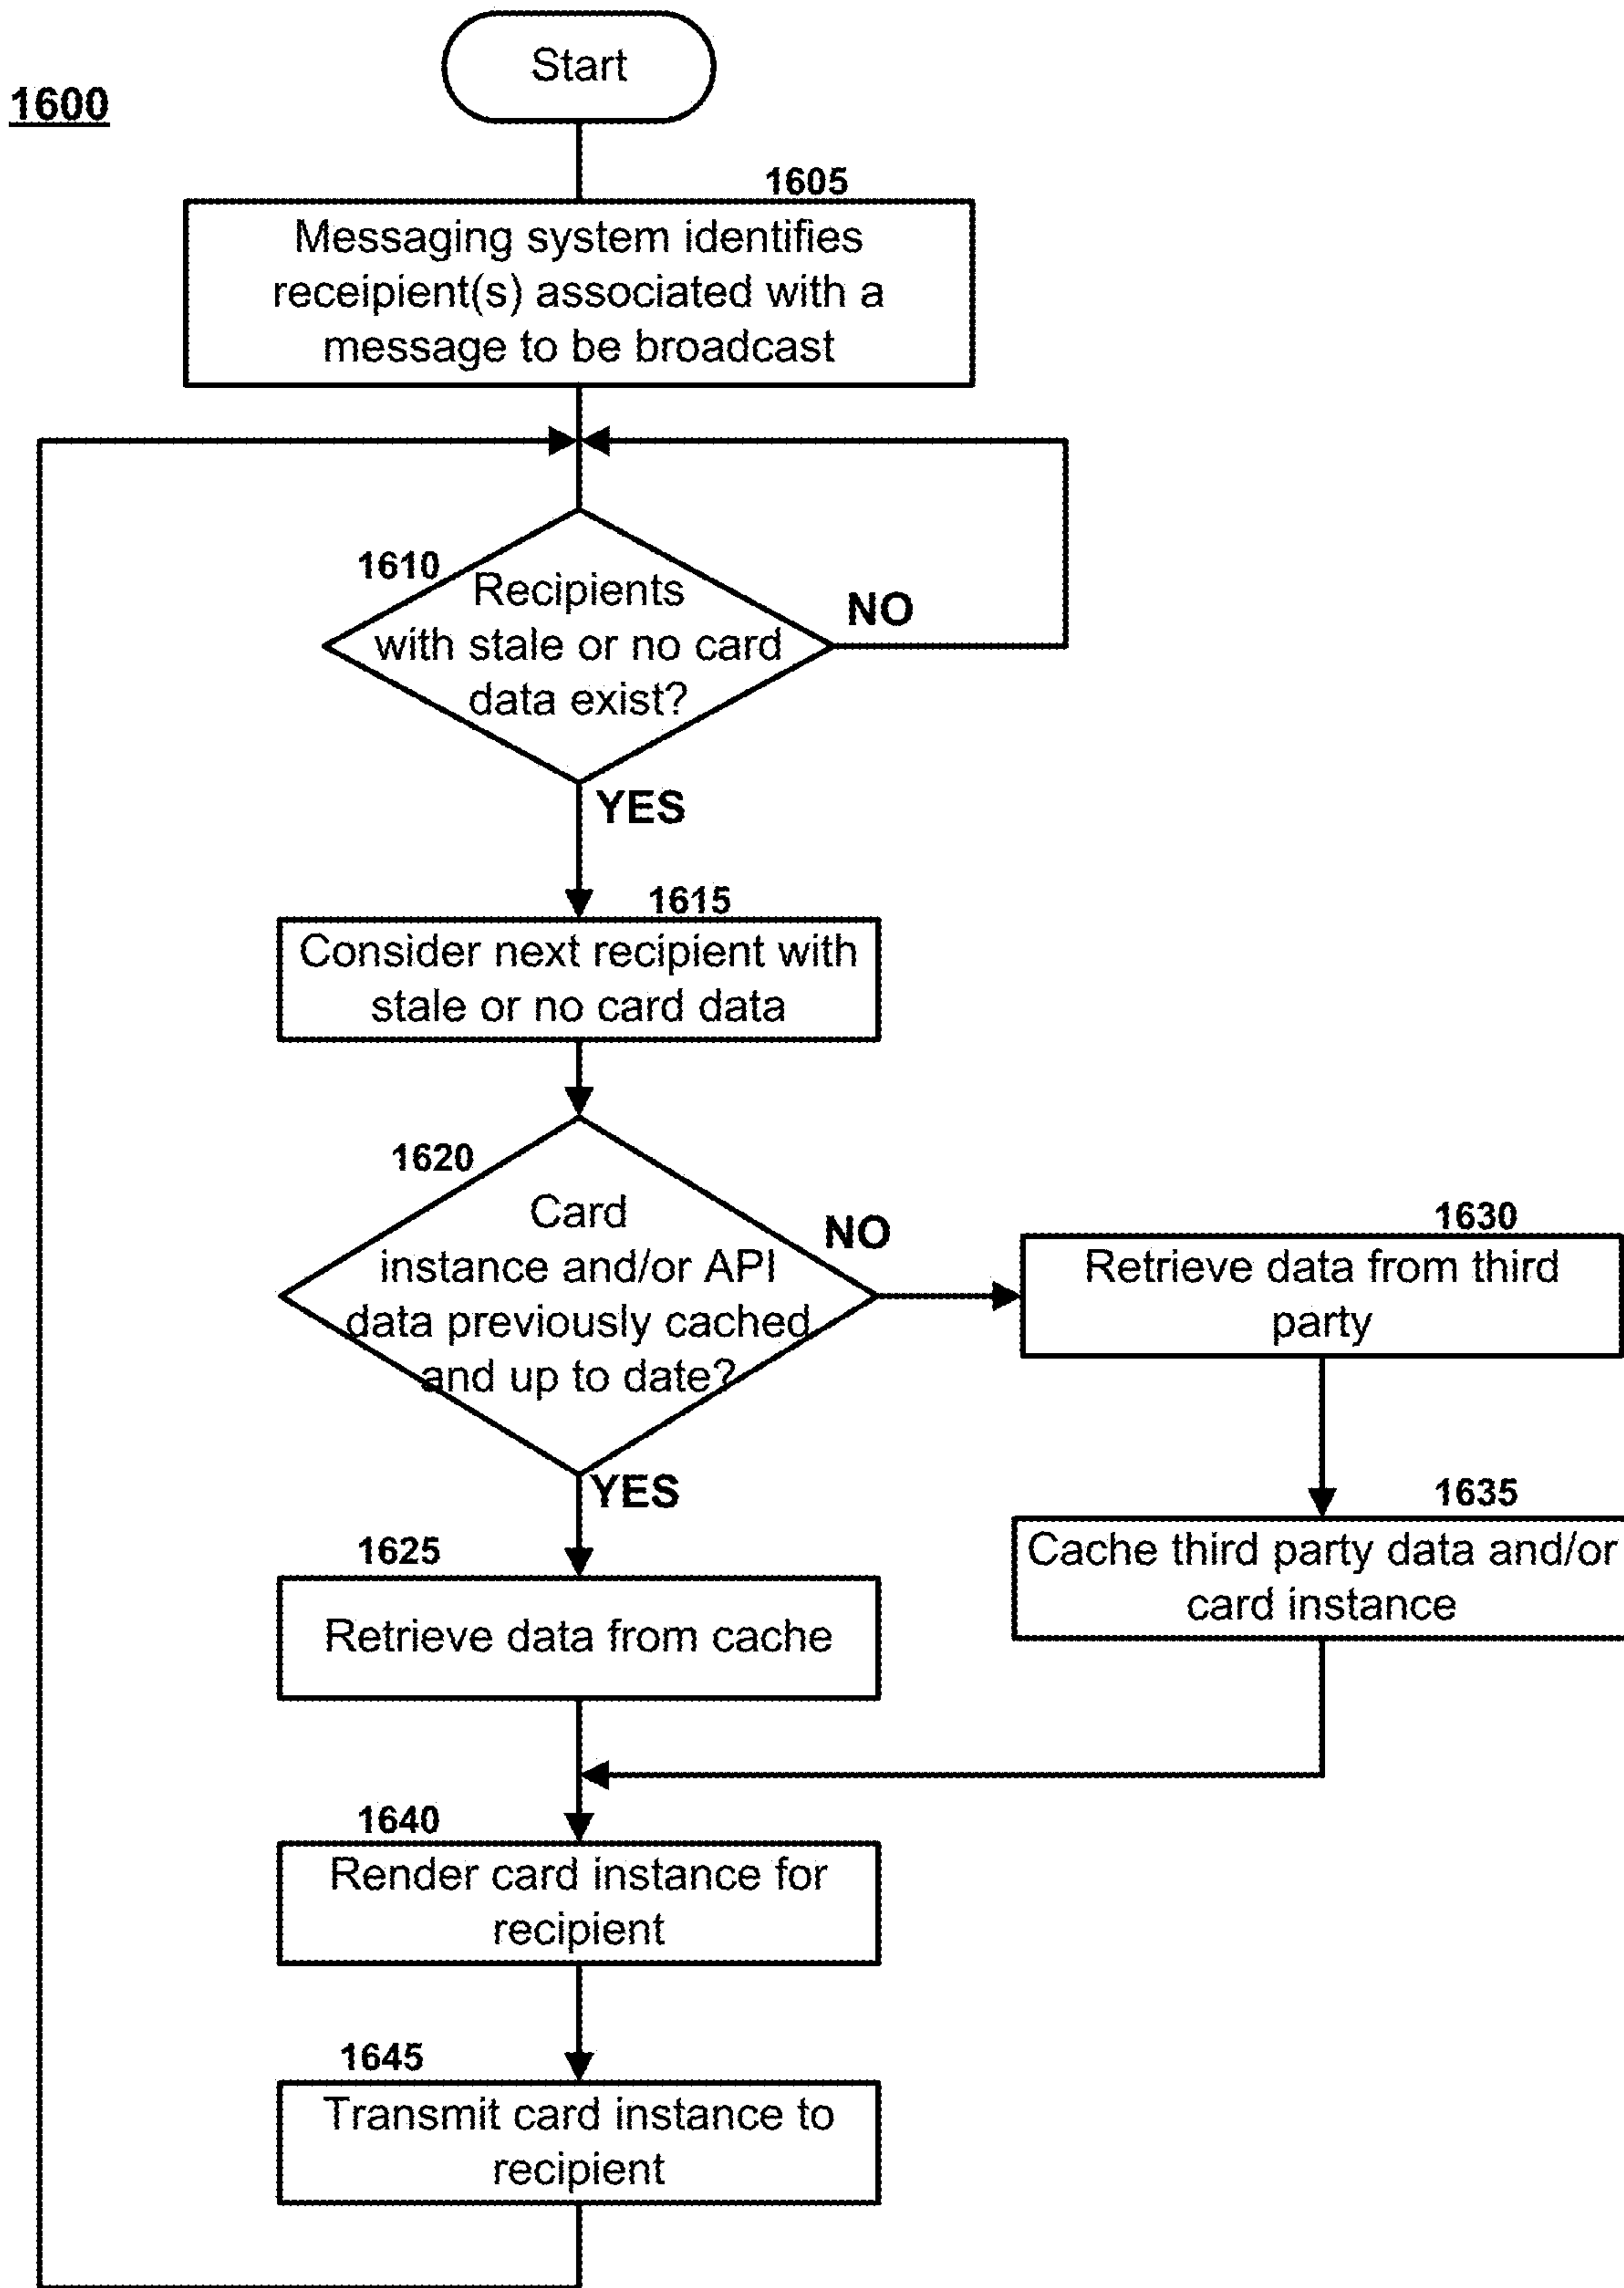 Start
1600
1605
Messaging system identifies
receipient(s) associated with a
message to be broadcast
1610
Recipients
with stale or no card
data exist?
NO
YES
1615
Consider next recipient with
stale or no card data
1620
Card
instance and/or API
data previously cached
and up to date?
NO
YES
1630
Retrieve data from third
party
1635
Cache third party data and/or
card instance
1625
Retrieve data from cache
1640
Render card instance for
recipient
1645
Transmit card instance to
recipient